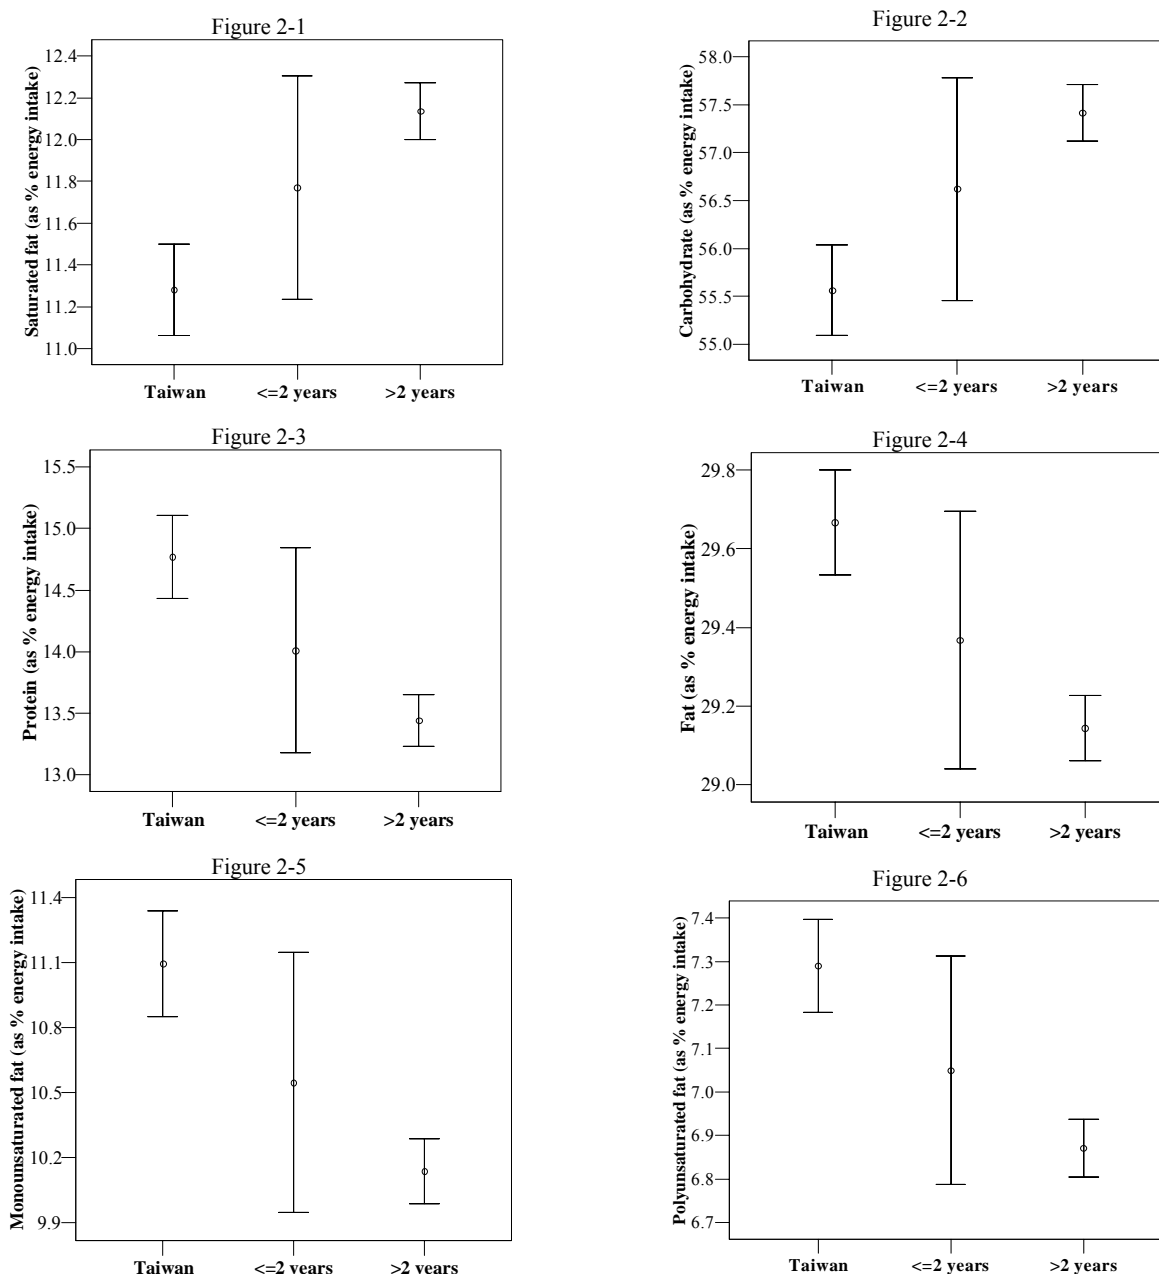 Figure 2-1
Saturated fat (as % energy intake)
12.4
12.2
12.0
11.8
11.6
11.4
11.2
11.0
Taiwan <=2 years >2 years
Figure 2-2
Carbohydrate (as % energy intake)
58.0
57.5
57.0
56.5
56.0
55.5
55.0
Taiwan <=2 years >2 years
Figure 2-3
Protein (as % energy intake)
15.5
15.0
14.5
14.0
13.5
13.0
Taiwan <=2 years >2 years
Figure 2-4
Fat (as % energy intake)
29.8
29.6
29.4
29.2
29.0
Taiwan <=2 years >2 years
Figure 2-5
Monounsaturated fat (as % energy intake)
11.4
11.1
10.8
10.5
10.2
9.9
Taiwan <=2 years >2 years
Figure 2-6
Polyunsaturated fat (as % energy intake)
7.4
7.3
7.2
7.1
7.0
6.9
6.8
6.7
Taiwan <=2 years >2 years